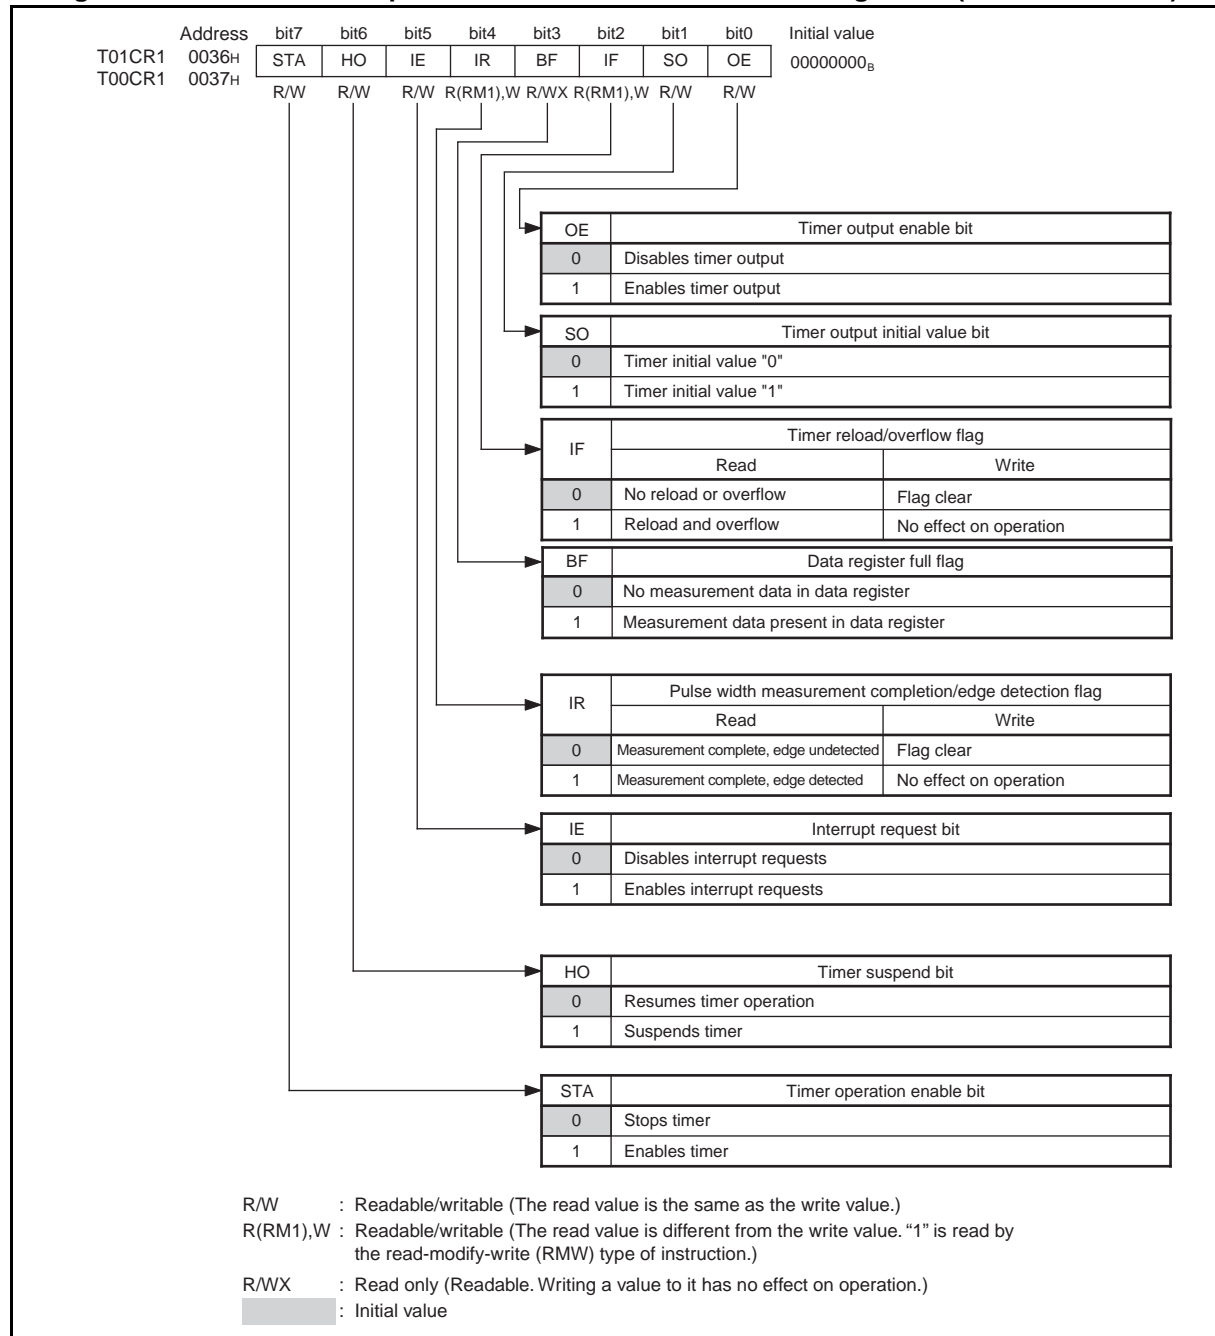 Address bit7 bit6 bit5 bit4 bit3 bit2 bit1 bit0 Initial value
T01CR1 0036H STA HO IE IR BF IF SO OE 00000000B
T00CR1 0037H
R/W R/W R/W R(RM1),W R/WX R(RM1),W R/W R/W
OE Timer output enable bit
0 Disables timer output
1 Enables timer output
SO Timer output initial value bit
0 Timer initial value "0"
1 Timer initial value "1"
IF Timer reload/overflow flag
Read Write
0 No reload or overflow Flag clear
1 Reload and overflow No effect on operation
BF Data register full flag
0 No measurement data in data register
1 Measurement data present in data register
IR Pulse width measurement completion/edge detection flag
Read Write
0 Measurement complete, edge undetected Flag clear
1 Measurement complete, edge detected No effect on operation
IE Interrupt request bit
0 Disables interrupt requests
1 Enables interrupt requests
HO Timer suspend bit
0 Resumes timer operation
1 Suspends timer
STA Timer operation enable bit
0 Stops timer
1 Enables timer
R/W : Readable/writable (The read value is the same as the write value.)
R(RM1),W : Readable/writable (The read value is different from the write value. “1” is read by
the read-modify-write (RMW) type of instruction.)
R/WX : Read only (Readable. Writing a value to it has no effect on operation.)
: Initial value